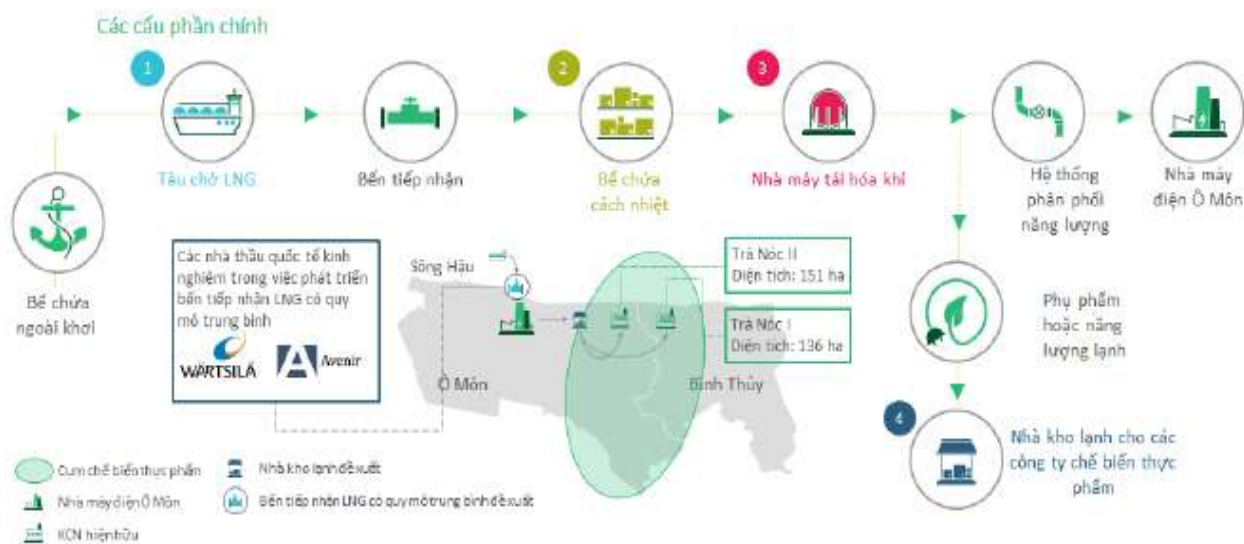 Các cấu phần chính
1
2
3
Tàu chở LNG
Bến tiếp nhận
Bể chứa
cách nhiệt
Nhà máy tái hóa khí
Hệ thống
phân phối
năng lượng
Nhà máy
điện Ô Môn
Bể chứa
ngoài khơi
Các nhà thầu quốc tế kinh
nghiệm trong việc phát triển
bến tiếp nhận LNG có quy
mô trung bình
WÄRTSILÄ
Avenir
Sông Hậu
Ô Môn
Bình Thủy
Trà Nóc II
Diện tích: 151 ha
Trà Nóc I
Diện tích: 136 ha
Phụ phẩm
hoặc năng
lượng lạnh
4
Nhà kho lạnh cho các
công ty chế biến thực
phẩm
Cụm chế biến thực phẩm
Nhà máy điện Ô Môn
KCN hiện hữu
Nhà kho lạnh đề xuất
Bến tiếp nhận LNG có quy mô trung bình đề xuất